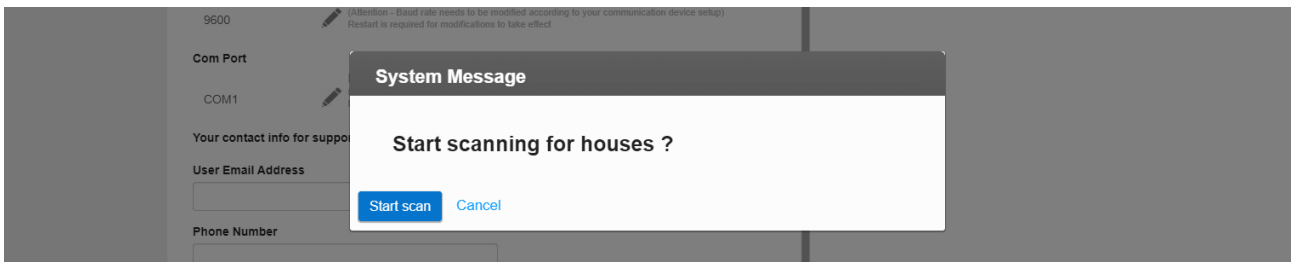 9600
(Attention - Baud rate needs to be modified according to your communication device setup)
Restart is required for modifications to take effect
Com Port
System Message
COM1
Your contact info for suppo
Start scanning for houses ?
User Email Address
Start scan
Cancel
Phone Number